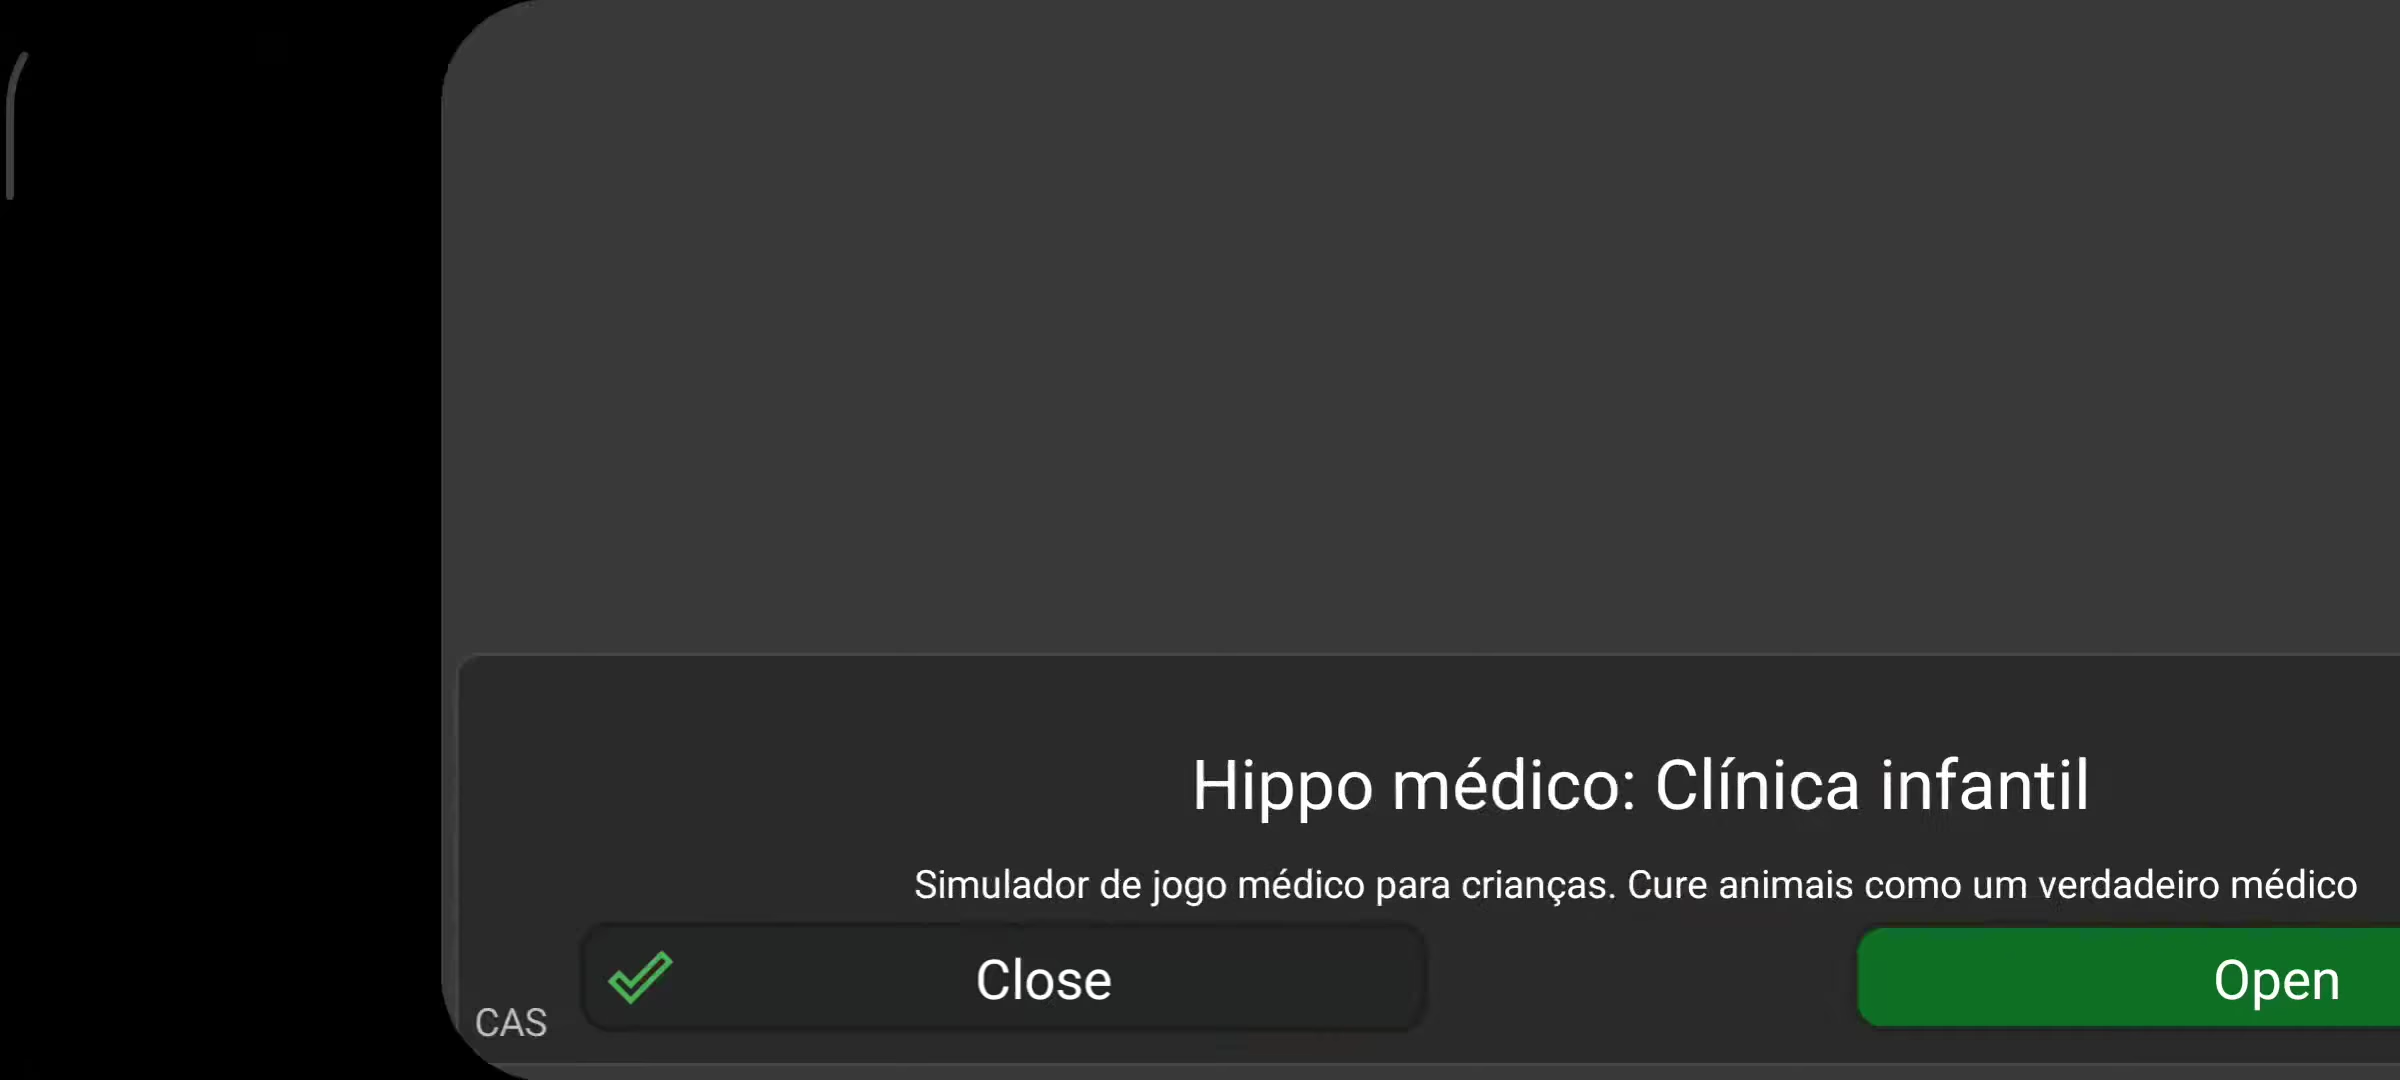 Hippo médico: Clínica infantil
Simulador de jogo médico para crianças. Cure animais como um verdadeiro médico
Close
Open
CAS